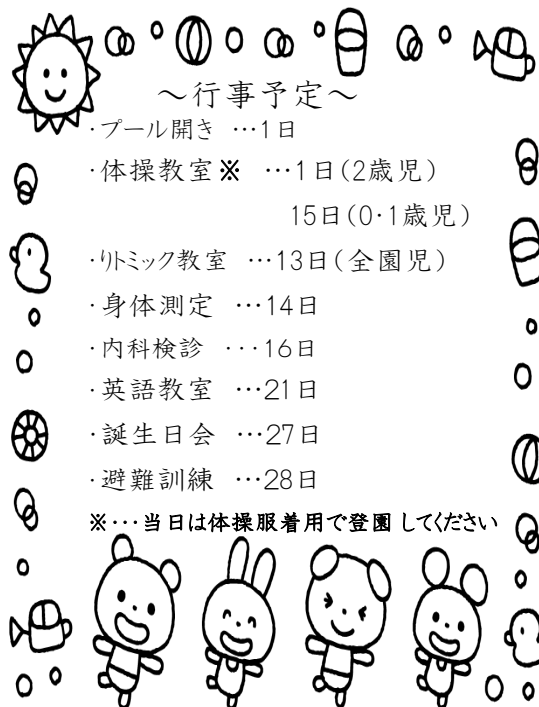 ～行事予定～
・プール開き …1日
・体操教室※ …1日(2歳児)
15日(0・1歳児)
・リトミック教室 …13日(全園児)
・身体測定 …14日
・内科検診 …16日
・英語教室 …21日
・誕生日会 …27日
・避難訓練 …28日
※…当日は体操服着用で登園してください